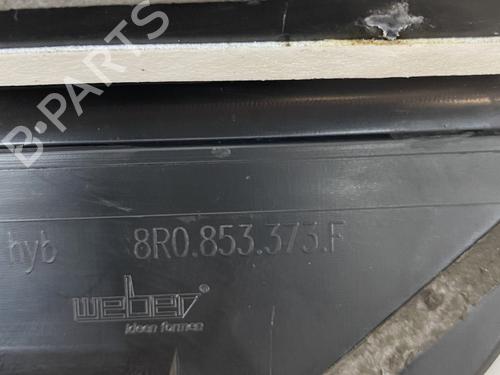 B-PARTS
hyb 8R0.853.373.F
weber ®
ideen formen